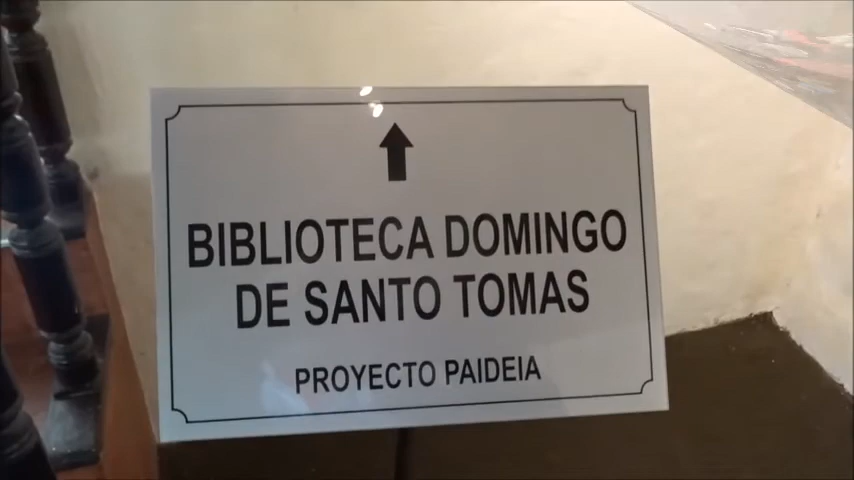 BIBLIOTECA DOMINGO
DE SANTO TOMAS
PROYECTO PAIDEIA